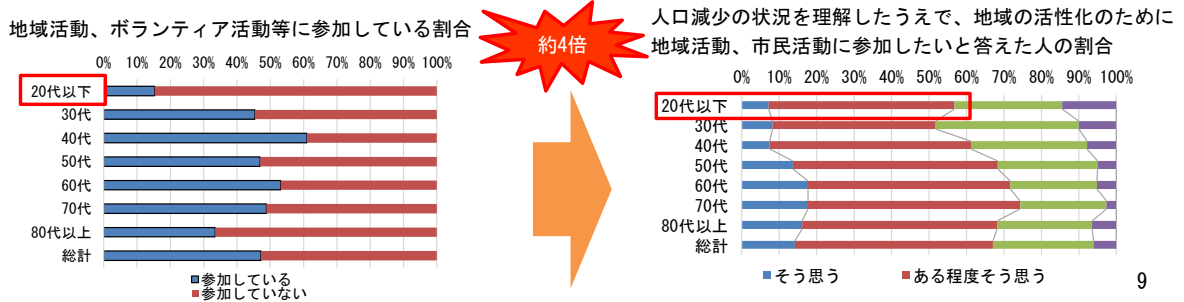 地域活動、ボランティア活動等に参加している割合
0% 10% 20% 30% 40% 50% 60% 70% 80% 90% 100%
20代以下
30代
40代
50代
60代
70代
80代以上
総計
参加している
参加していない
約4倍
人口減少の状況を理解したうえで、地域の活性化のために
地域活動、市民活動に参加したいと答えた人の割合
0% 10% 20% 30% 40% 50% 60% 70% 80% 90% 100%
20代以下
30代
40代
50代
60代
70代
80代以上
総計
そう思う ある程度そう思う
9